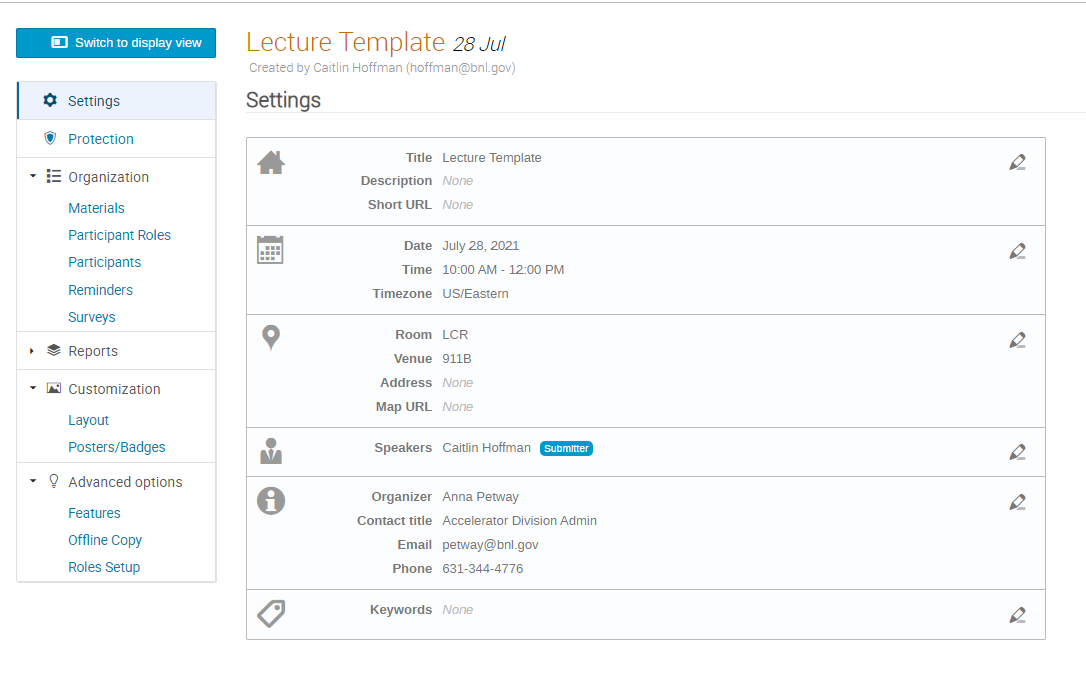 Switch to display view
Settings
Protection
Organization
Materials
Participant Roles
Participants
Reminders
Surveys
Reports
Customization
Layout
Posters/Badges
Advanced options
Features
Offline Copy
Roles Setup
Lecture Template 28 Jul
Created by Caitlin Hoffman (hoffman@bnl.gov)
Settings
Title Lecture Template
Description None
Short URL None
Date July 28, 2021
Time 10:00 AM - 12:00 PM
Timezone US/Eastern
Room LCR
Venue 911B
Address None
Map URL None
Speakers Caitlin Hoffman Submitter
Organizer Anna Petway
Contact title Accelerator Division Admin
Email petway@bnl.gov
Phone 631-344-4776
Keywords None